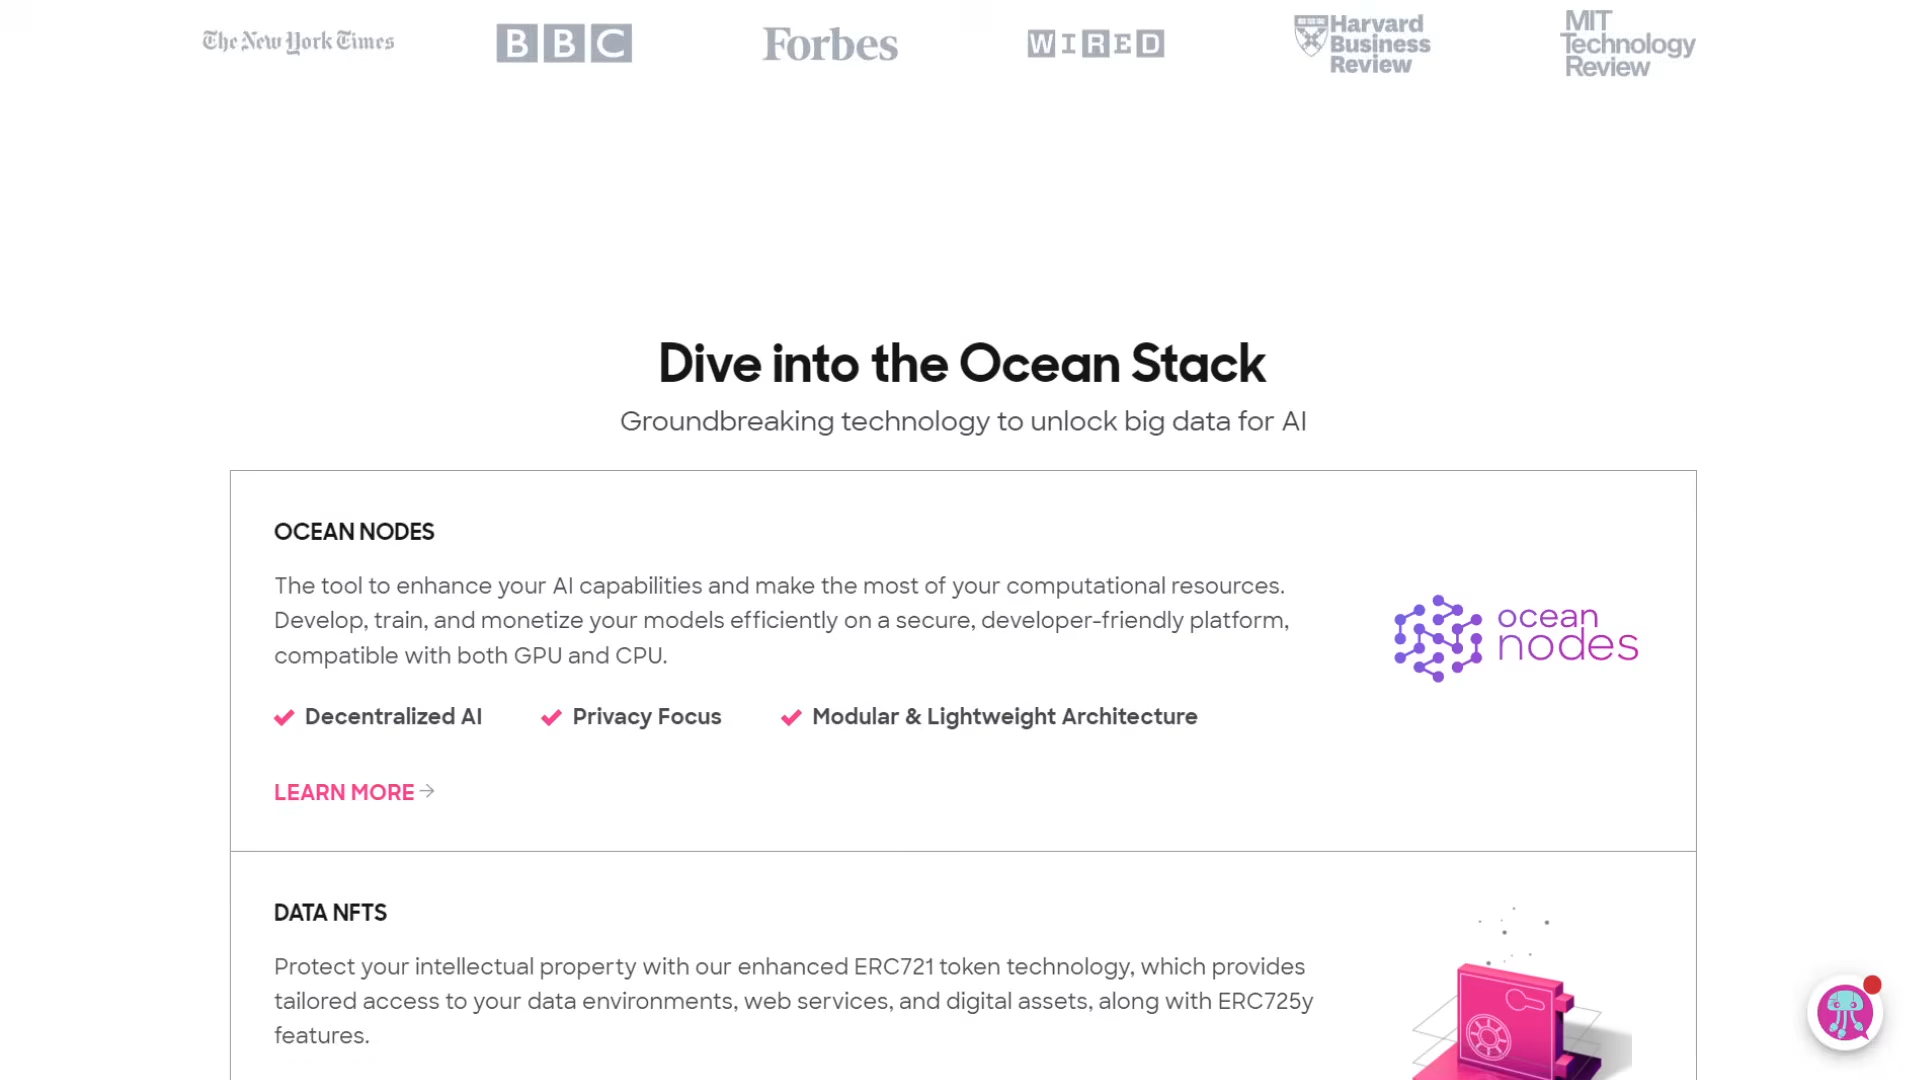 The New York Times
BBC
Forbes
WIRED
Harvard
Business
Review
MIT
Technology
Review
Dive into the Ocean Stack
Groundbreaking technology to unlock big data for AI
OCEAN NODES
The tool to enhance your AI capabilities and make the most of your computational resources.
Develop, train, and monetize your models efficiently on a secure, developer-friendly platform,
compatible with both GPU and CPU.
ocean
nodes
Decentralized AI
Privacy Focus
Modular & Lightweight Architecture
LEARN MORE
DATA NFTS
Protect your intellectual property with our enhanced ERC721 token technology, which provides
tailored access to your data environments, web services, and digital assets, along with ERC725y
features.